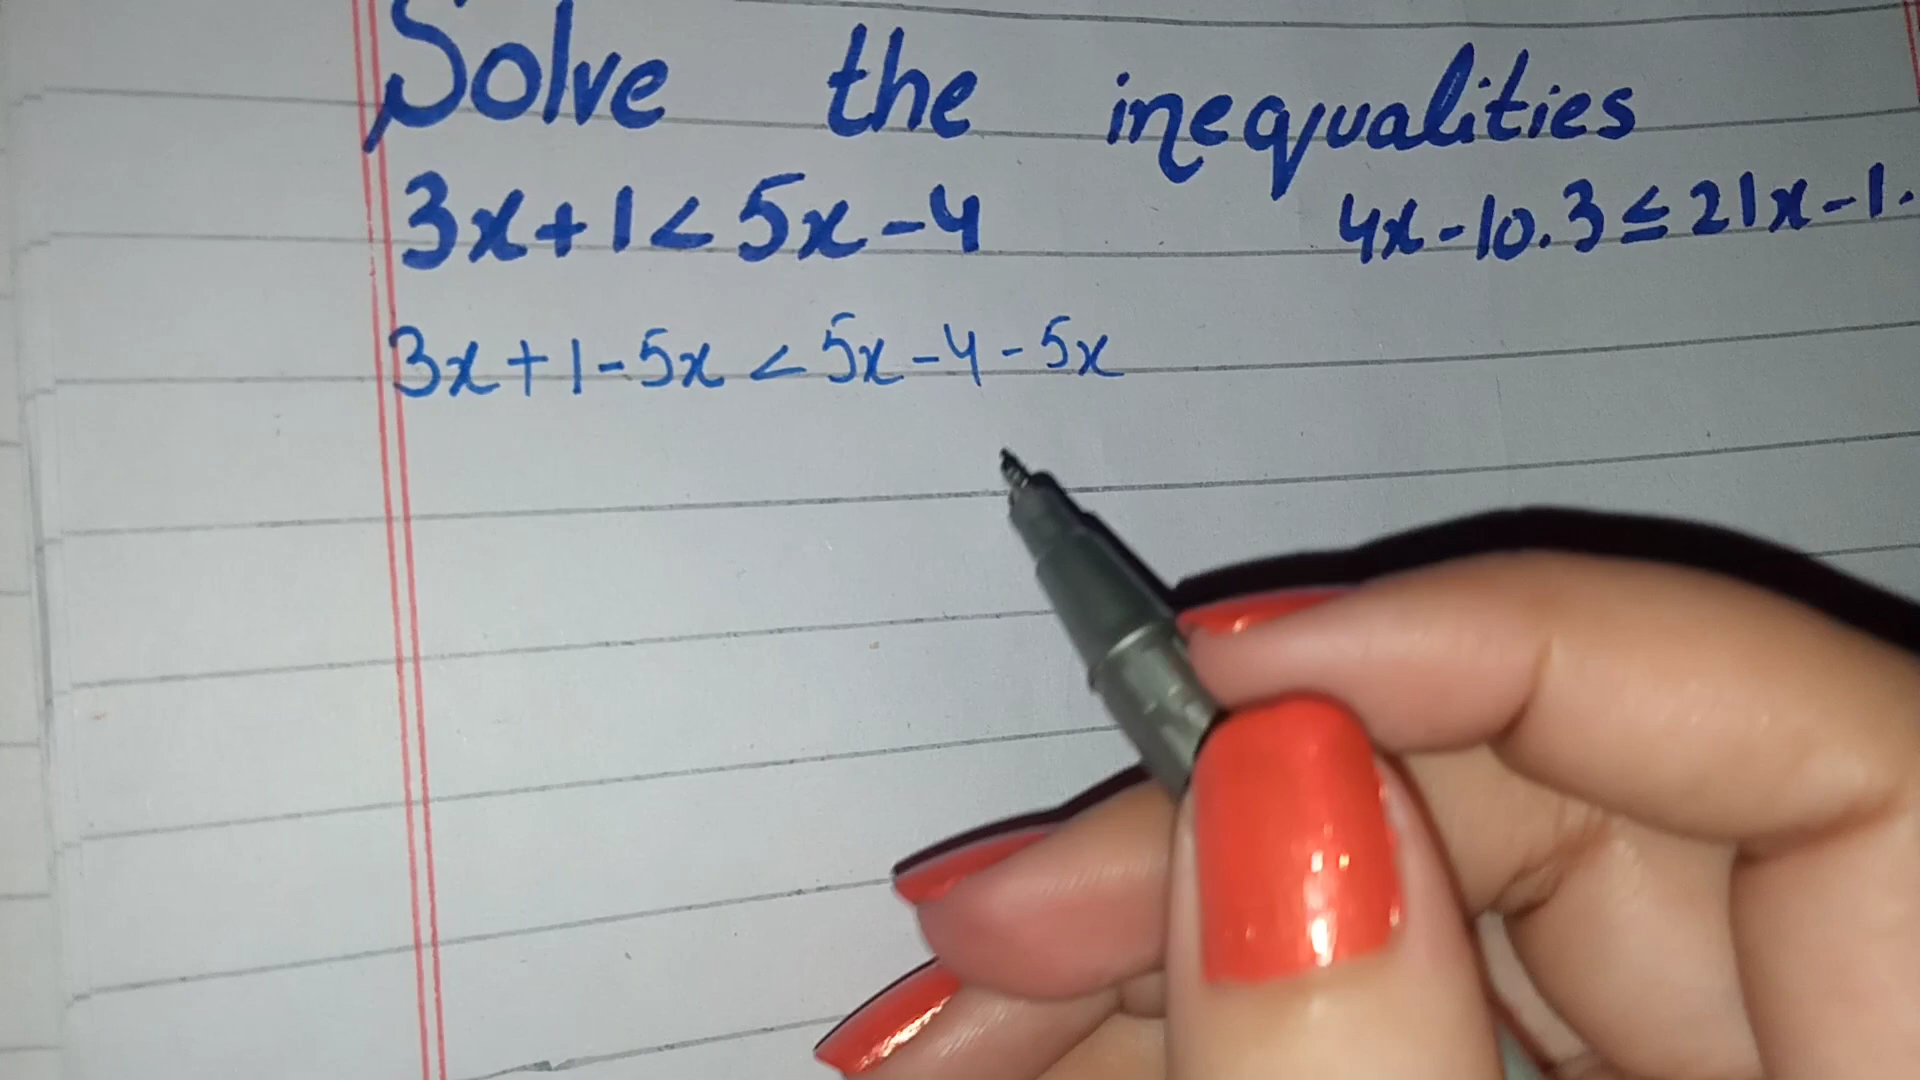 Solve the inequalities
3x+1<5x-4 4x-10.3≤21x-1.
3x+1-5x<5x-4-5x